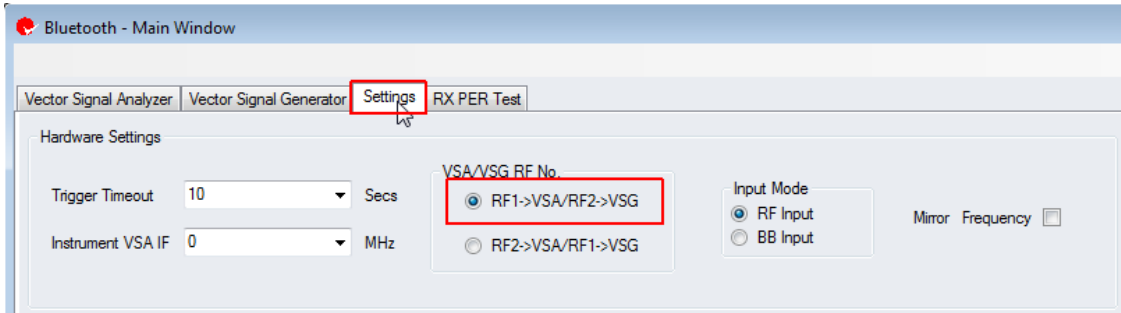 Bluetooth - Main Window
Vector Signal Analyzer Vector Signal Generator Settings RX PER Test
Hardware Settings
Trigger Timeout 10 Secs
Instrument VSA IF 0 MHz
VSA/VSG RF No.
RF1->VSA/RF2->VSG
RF2->VSA/RF1->VSG
Input Mode
RF Input
BB Input
Mirror Frequency